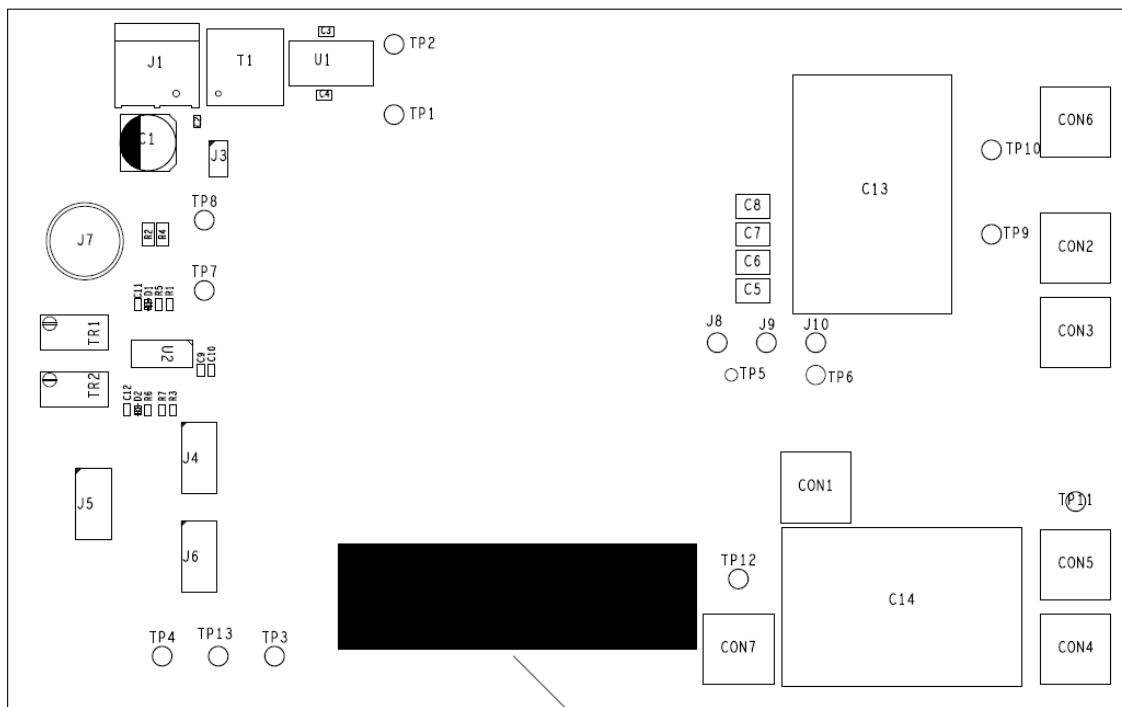 C3
TP2
J1
T1
U1
C4
TP1
CON6
C1
J3
TP10
C13
TP8
C8
R2
R4
C7
TP9
J7
CON2
C6
TP7
C5
C11
D1
R5
R1
J8
J9
J10
TR1
CON3
U2
C9
C10
TP5
TP6
TR2
C12
D2
R6
R7
R3
J4
CON1
TP11
J5
J6
TP12
CON5
C14
TP4
TP13
TP3
CON7
CON4